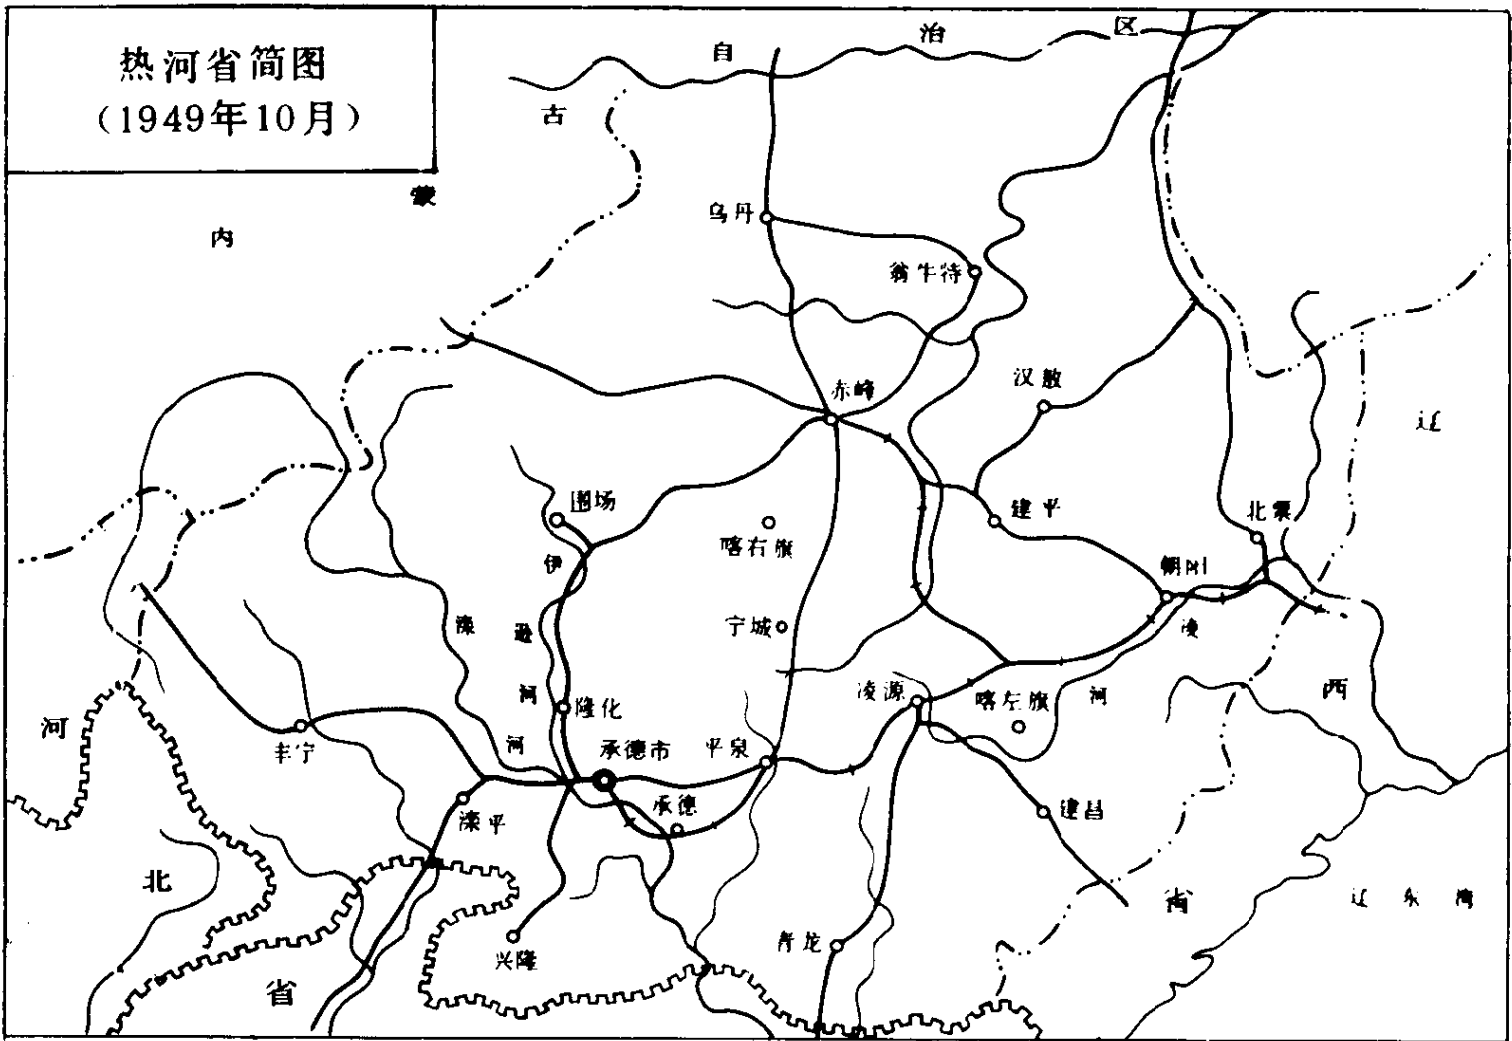 热河省简图
(1949年10月)
内蒙古自治区
乌丹
翁牛特
赤峰
汉敖
围场
喀右旗
建平
北票
朝阳
宁城
伊逊河
滦河
隆化
凌源
喀左旗
凌河
丰宁
承德市
平泉
承德
滦平
建昌
兴隆
青龙
河北省
辽西省
辽东湾